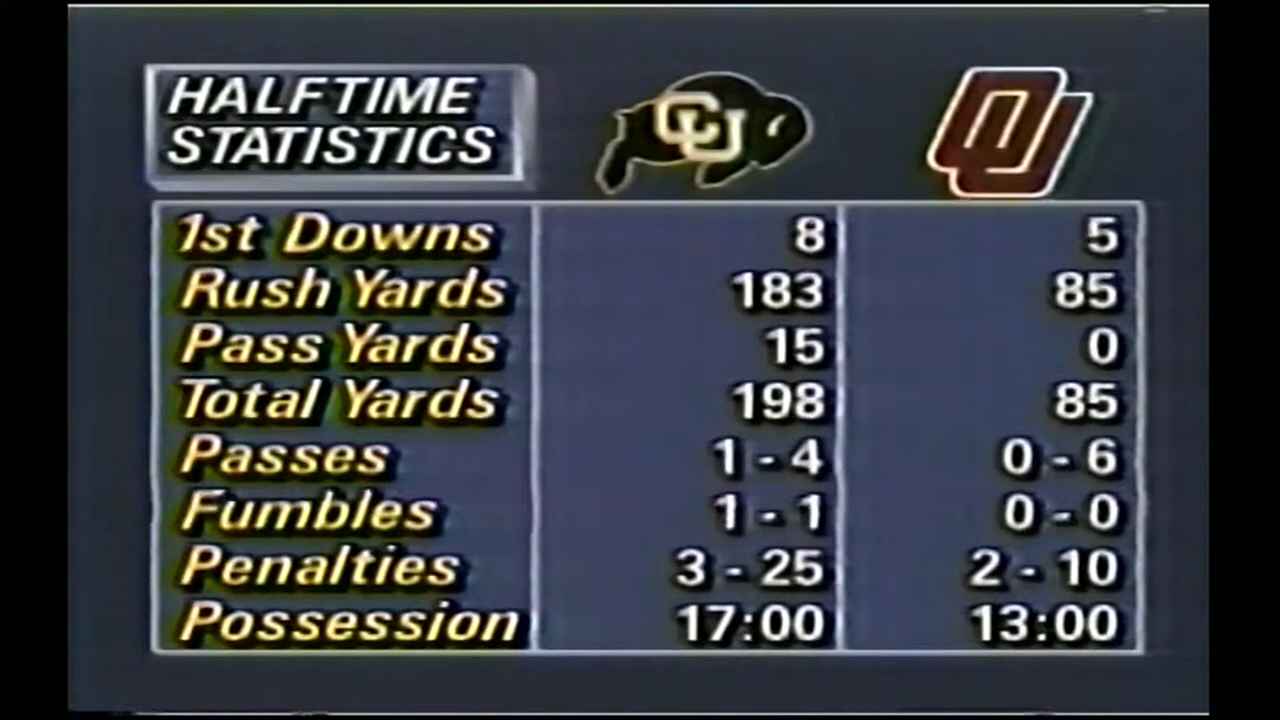 HALFTIME
STATISTICS
CU
OU
1st Downs 8 5
Rush Yards 183 85
Pass Yards 15 0
Total Yards 198 85
Passes 1 - 4 0 - 6
Fumbles 1 - 1 0 - 0
Penalties 3 - 25 2 - 10
Possession 17:00 13:00